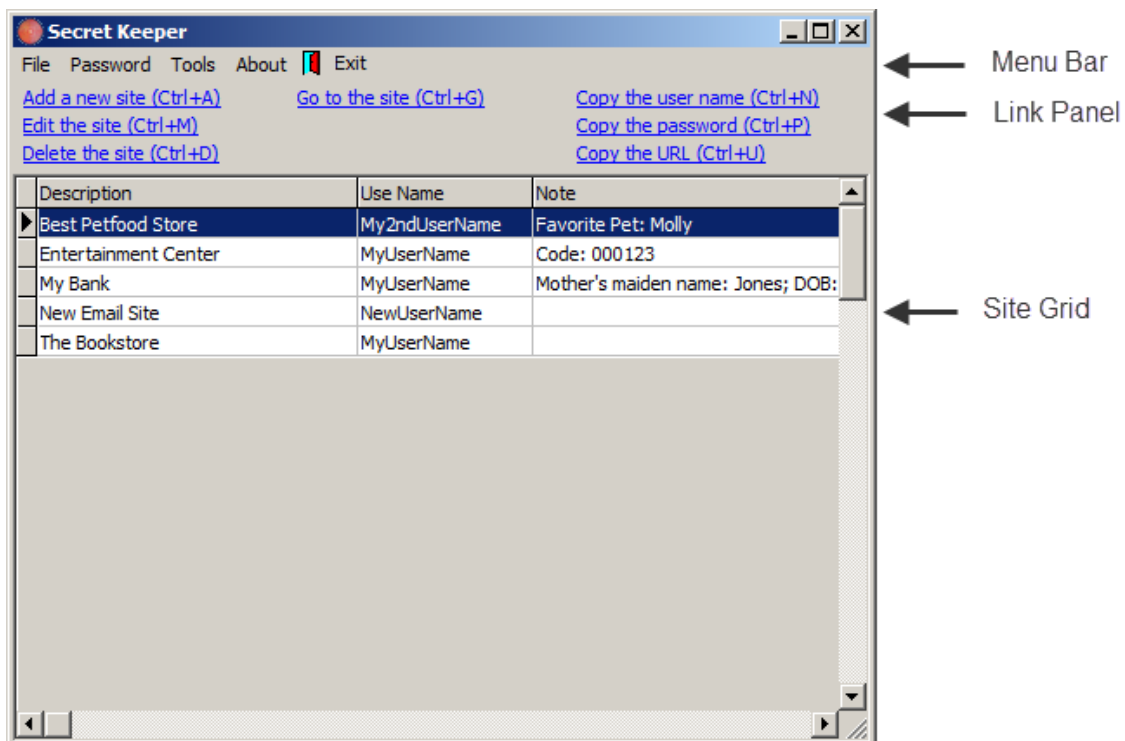 Secret Keeper
File Password Tools About Exit
Menu Bar
Add a new site (Ctrl+A) Go to the site (Ctrl+G) Copy the user name (Ctrl+N)
Link Panel
Edit the site (Ctrl+M) Copy the password (Ctrl+P)
Delete the site (Ctrl+D) Copy the URL (Ctrl+U)
Description Use Name Note
Best Petfood Store My2ndUserName Favorite Pet: Molly
Entertainment Center MyUserName Code: 000123
My Bank MyUserName Mother's maiden name: Jones; DOB:
New Email Site NewUserName
Site Grid
The Bookstore MyUserName